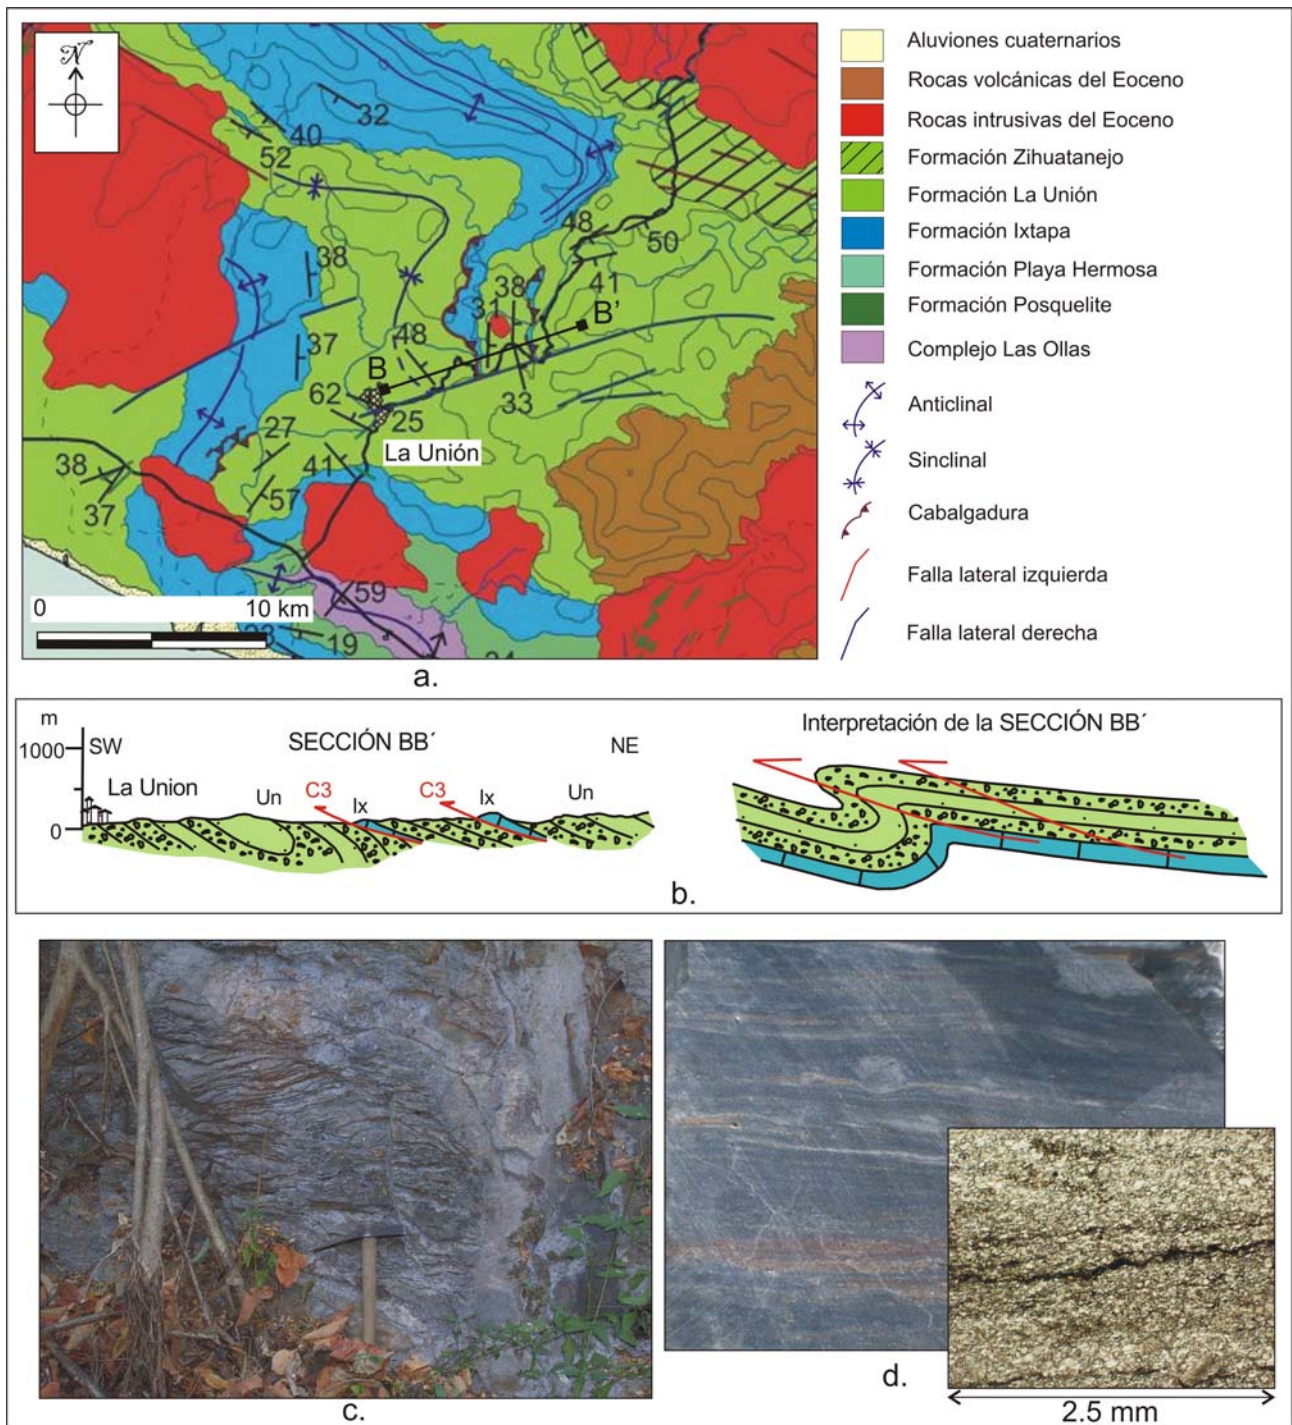 N
32
40
52
38
48
50
41
38
31
B'
37
48
B
62
33
25
27
La Unión
41
38
57
37
59
0 10 km
19
a.
Aluviones cuaternarios
Rocas volcánicas del Eoceno
Rocas intrusivas del Eoceno
Formación Zihuatanejo
Formación La Unión
Formación Ixtapa
Formación Playa Hermosa
Formación Posquelite
Complejo Las Ollas
Anticlinal
Sinclinal
Cabalgadura
Falla lateral izquierda
Falla lateral derecha
m
1000
SW
SECCIÓN BB´
NE
La Union
Un
C3
Ix
C3
Ix
Un
0
Interpretación de la SECCIÓN BB´
b.
c.
d.
2.5 mm